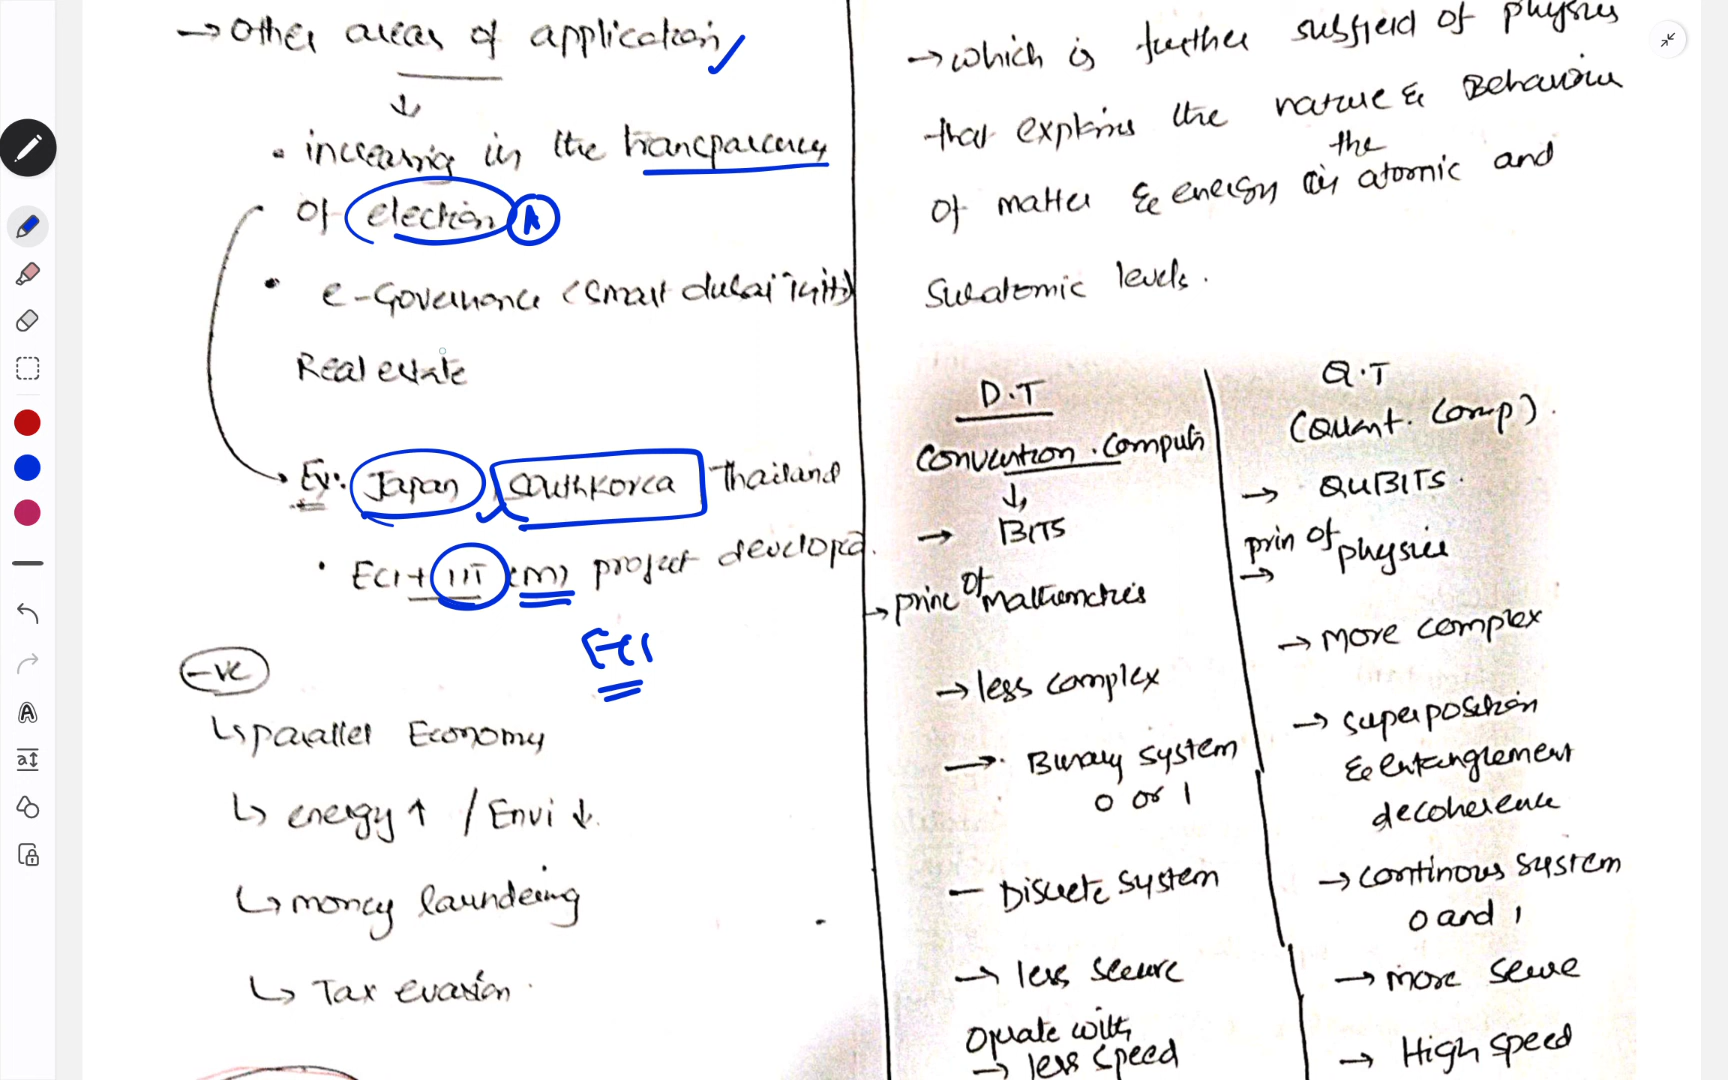 → Other areas of application
• increasing in the trancparency
of election A
• e-Governance (smart dubai init)
Real estate
Ex: Japan, southkorea Thailand
• ECI + IIT (M) project developed.
ECI
-ve
↳ parallel Economy
↳ energy ↑ / Envi ↓.
↳ money laundering
↳ Tax evasion.
→ which is further subfield of physics
that explains the nature & Behaviour
of matter & energy at the atomic and
Subatomic levels.
D.T
Convention. Computi
↓
→ BITS
→ princ of mathematics
→ less complex
→ Binary system
0 or 1
— Discrete system
→ less secure
Oprate with
→ less speed
Q.T
(Quant. Comp).
→ QUBITS.
prin of physics
→
→ More complex
→ superposition
& entanglement
decoherence
→ continous system
0 and 1
→ more secure
→ High speed